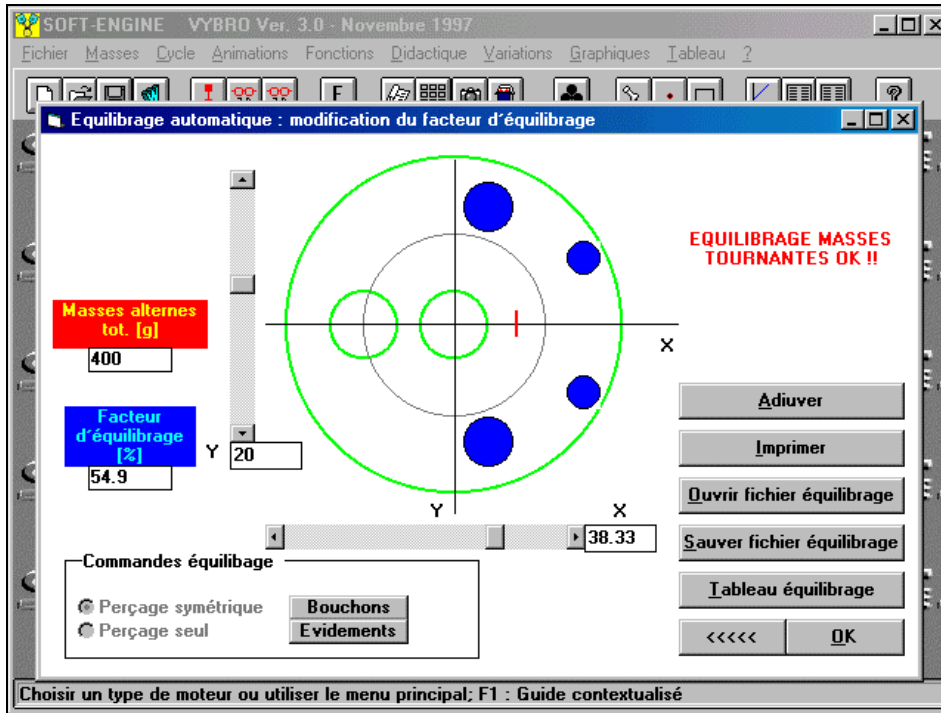 SOFT-ENGINE VYBRO Ver. 3.0 - Novembre 1997
Fichier Masses Cycle Animations Fonctions Didactique Variations Graphiques Tableau ?
F
Equilibrage automatique : modification du facteur d'équilibrage
EQUILIBRAGE MASSES
TOURNANTES OK !!
Masses alternes
tot. [g]
400
X
Facteur
d'équilibrage
[%]
54.9
Y 20
Y X
38.33
Adiuver
Imprimer
Ouvrir fichier équilibrage
Sauver fichier équilibrage
Tableau équilibrage
<<<<< OK
Commandes équilibage
Perçage symétrique Bouchons
Perçage seul Evidements
Choisir un type de moteur ou utiliser le menu principal; F1 : Guide contextualisé